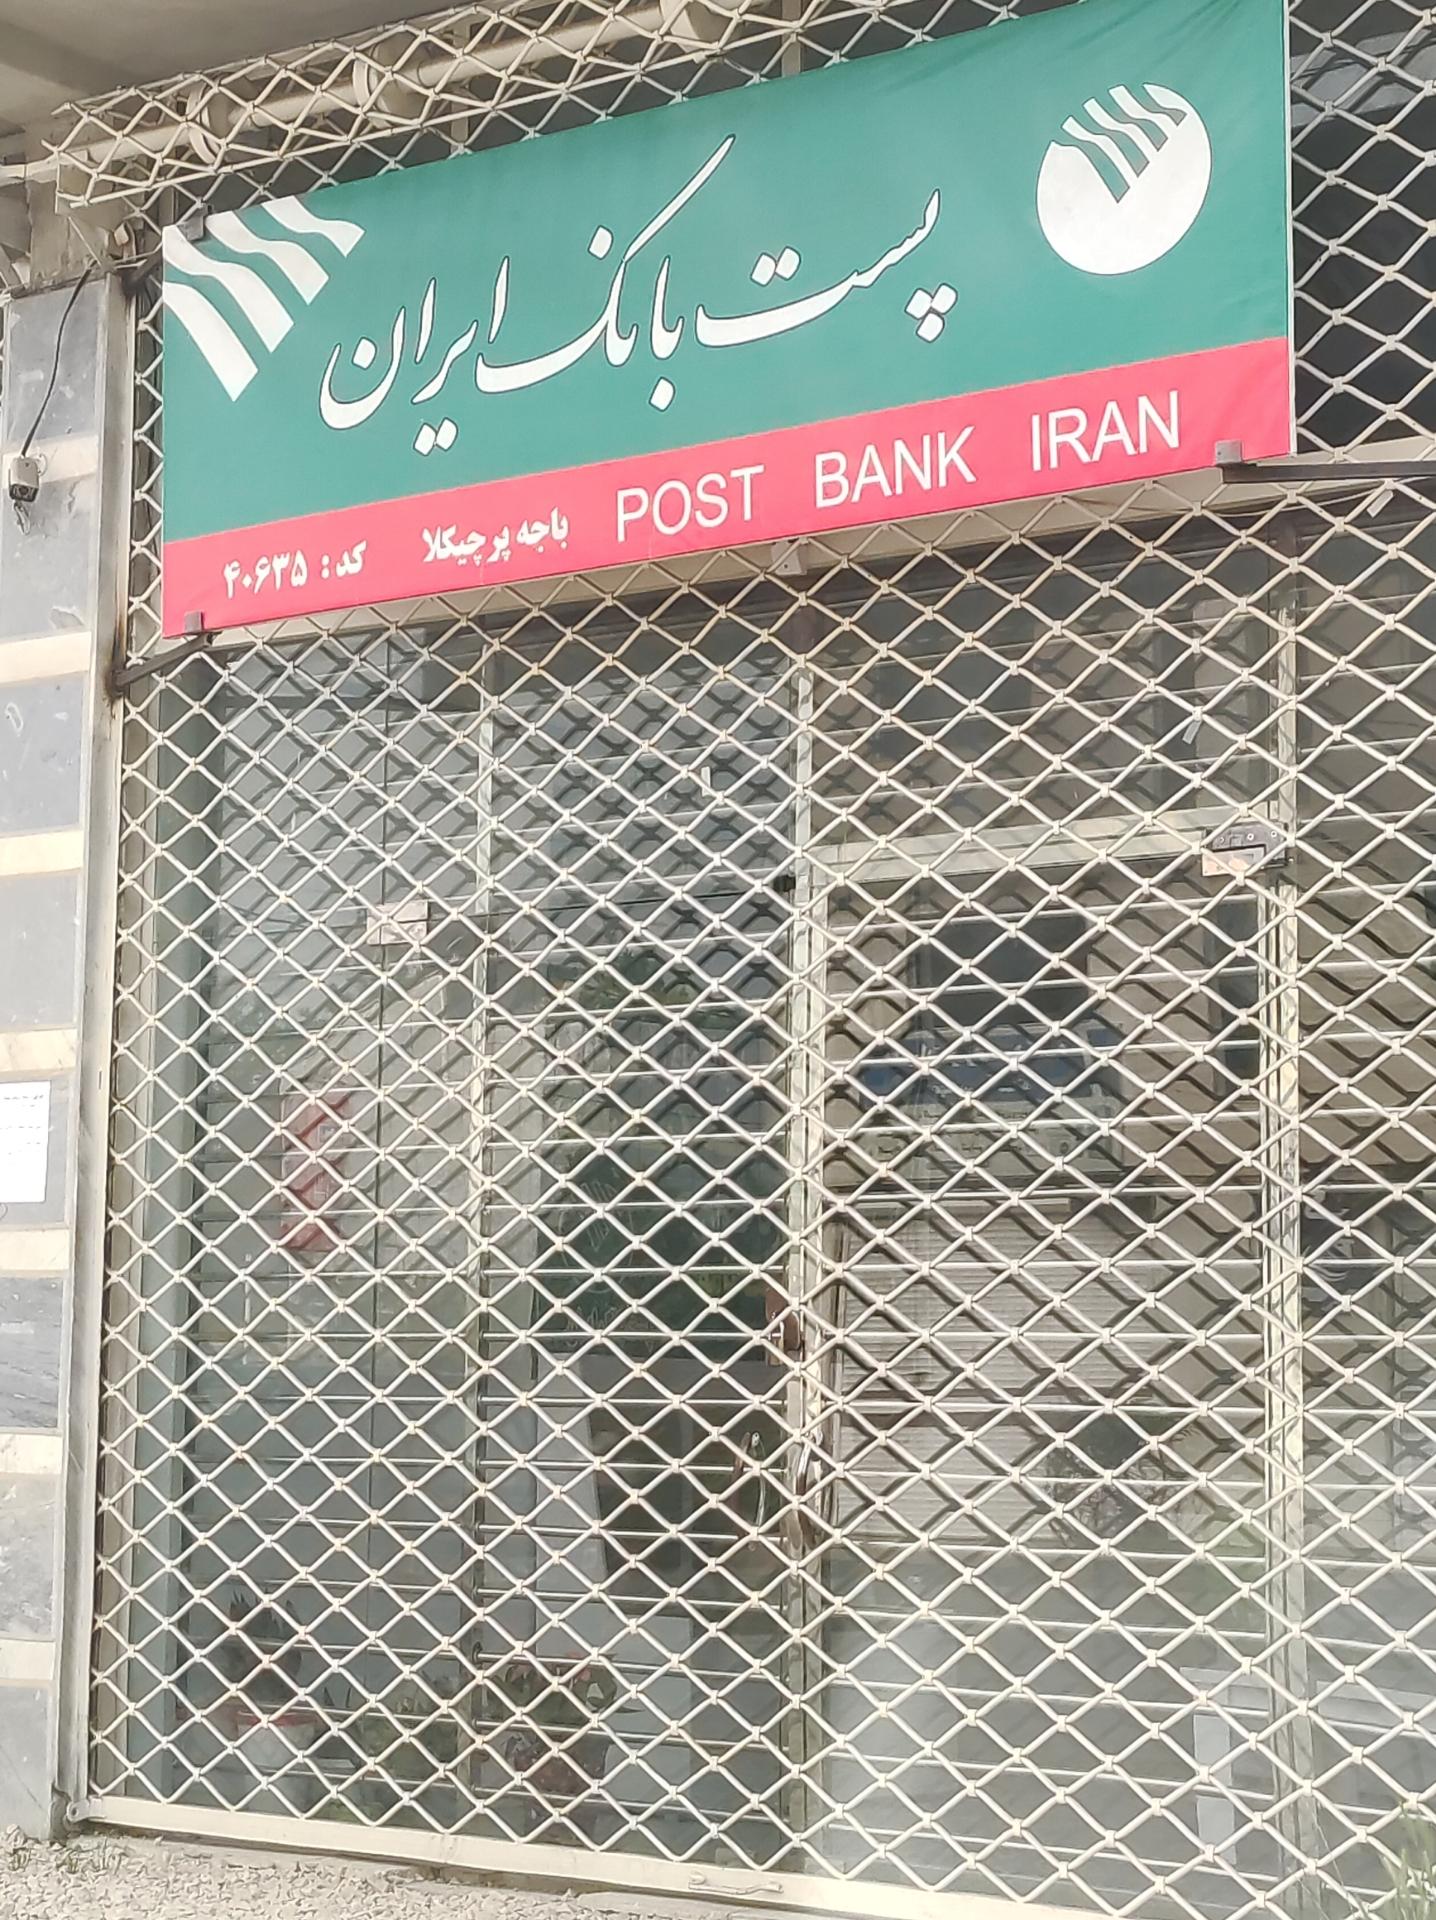 پست بانک ایران
POST BANK IRAN باجه پرچیکلا کد: ۴۰۶۳۵